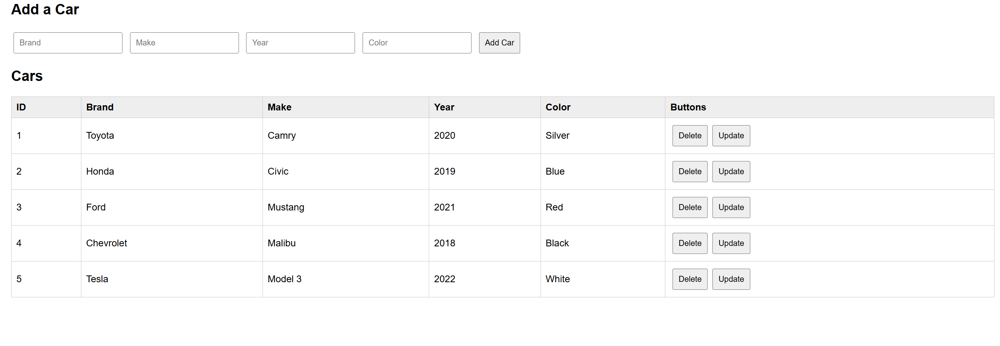 Add a Car
Brand Make Year Color Add Car
Cars
ID Brand Make Year Color Buttons
1 Toyota Camry 2020 Silver Delete Update
2 Honda Civic 2019 Blue Delete Update
3 Ford Mustang 2021 Red Delete Update
4 Chevrolet Malibu 2018 Black Delete Update
5 Tesla Model 3 2022 White Delete Update